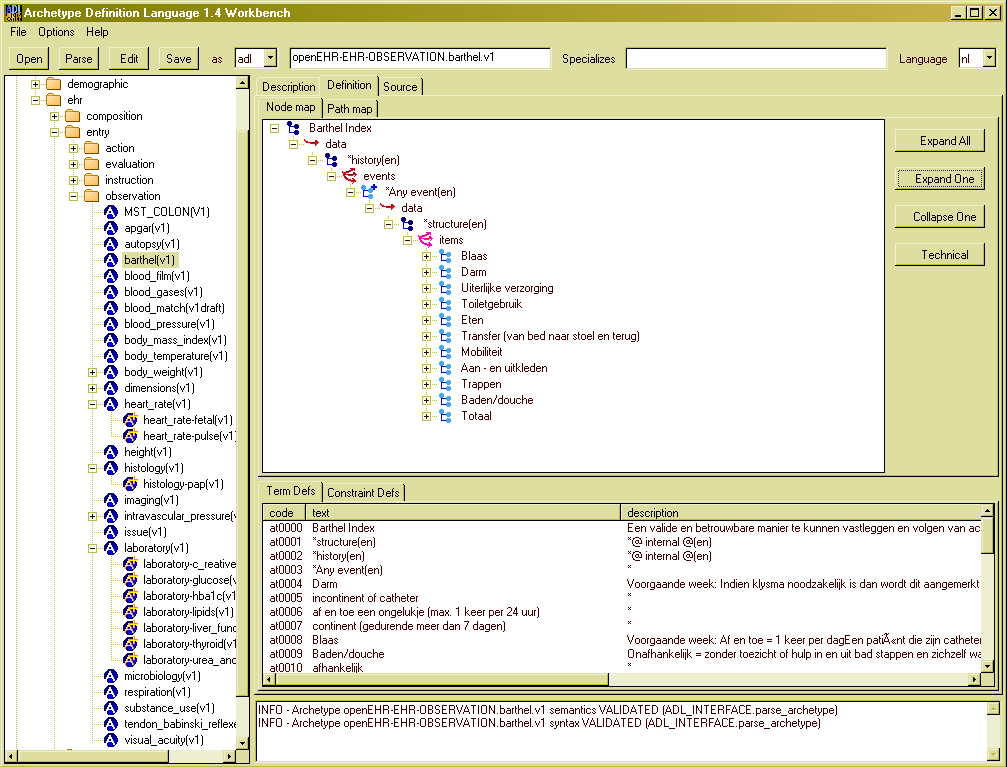 Archetype Definition Language 1.4 Workbench
File Options Help
Open Parse Edit Save as adl openEHR-EHR-OBSERVATION.barthel.v1 Specializes Language nl
demographic
ehr
composition
entry
action
evaluation
instruction
observation
MST_COLON(V1)
apgar(v1)
autopsy(v1)
barthel(v1)
blood_film(v1)
blood_gases(v1)
blood_match(v1draft)
blood_pressure(v1)
body_mass_index(v1)
body_temperature(v1)
body_weight(v1)
dimensions(v1)
heart_rate(v1)
heart_rate-fetal(v1)
heart_rate-pulse(v1)
height(v1)
histology(v1)
histology-pap(v1)
imaging(v1)
intravascular_pressure(v
issue(v1)
laboratory(v1)
laboratory-c_reative
laboratory-glucose(v
laboratory-hba1c(v1
laboratory-lipids(v1)
laboratory-liver_func
laboratory-thyroid(v1
laboratory-urea_anc
microbiology(v1)
respiration(v1)
substance_use(v1)
tendon_babinski_reflexe
visual_acuity(v1)
Description Definition Source
Node map Path map
Barthel Index
data
*history(en)
events
*Any event(en)
data
*structure(en)
items
Blaas
Darm
Uiterlijke verzorging
Toiletgebruik
Eten
Transfer (van bed naar stoel en terug)
Mobiliteit
Aan - en uitkleden
Trappen
Baden/douche
Totaal
Expand All
Expand One
Collapse One
Technical
Term Defs Constraint Defs
code text description
at0000 Barthel Index Een valide en betrouwbare manier te kunnen vastleggen en volgen van ac
at0001 *structure(en) *@ internal @(en)
at0002 *history(en) *@ internal @(en)
at0003 *Any event(en) *
at0004 Darm Voorgaande week: Indien klysma noodzakelijk is dan wordt dit aangemerkt
at0005 incontinent of catheter *
at0006 af en toe een ongelukje (max. 1 keer per 24 uur) *
at0007 continent (gedurende meer dan 7 dagen) *
at0008 Blaas Voorgaande week: Af en toe = 1 keer per dagEen patiÃ«nt die zijn catheter
at0009 Baden/douche Onafhankelijk = zonder toezicht of hulp in en uit bad stappen en zichzelf wa
at0010 afhankelijk *
INFO - Archetype openEHR-EHR-OBSERVATION.barthel.v1 semantics VALIDATED (ADL_INTERFACE.parse_archetype)
INFO - Archetype openEHR-EHR-OBSERVATION.barthel.v1 syntax VALIDATED (ADL_INTERFACE.parse_archetype)